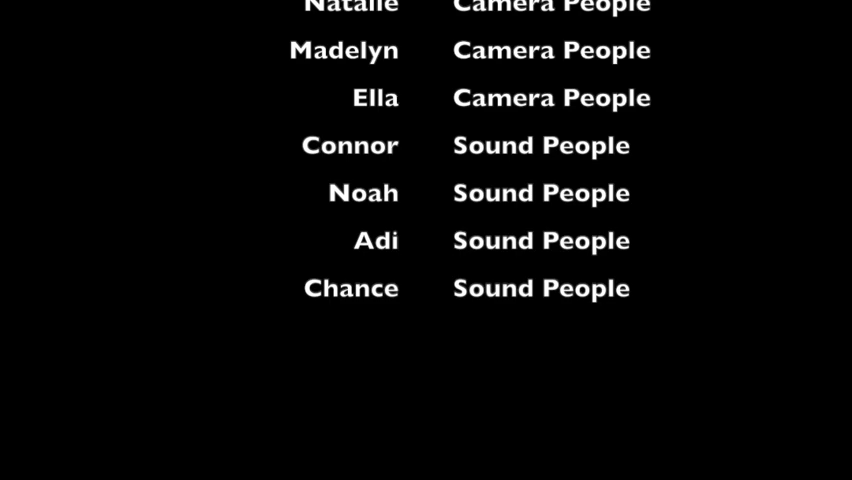 Natalie Camera People
Madelyn Camera People
Ella Camera People
Connor Sound People
Noah Sound People
Adi Sound People
Chance Sound People